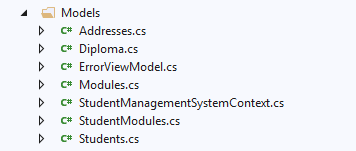 Models
C# Addresses.cs
C# Diploma.cs
C# ErrorViewModel.cs
C# Modules.cs
C# StudentManagementSystemContext.cs
C# StudentModules.cs
C# Students.cs